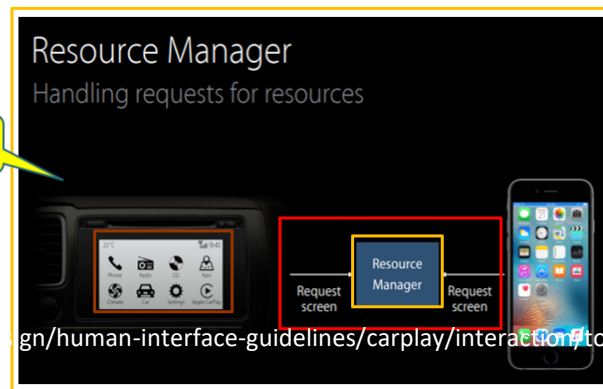 Resource Manager
Handling requests for resources
22°C
9:41
Phone Radio CD Navi
Climate Car Settings Apple CarPlay
Resource
Manager
Request
screen
Request
screen
gn/human-interface-guidelines/carplay/interaction/to